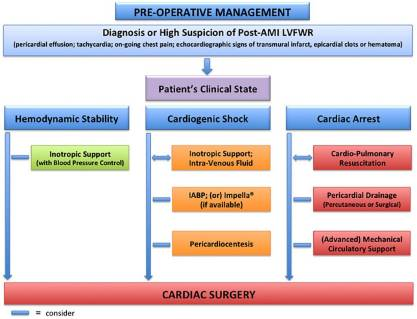 PRE-OPERATIVE MANAGEMENT
Diagnosis or High Suspicion of Post-AMI LVFWR
(pericardial effusion; tachycardia; on-going chest pain; echocardiographic signs of transmural infarct, epicardial clots or hematoma)
Patient's Clinical State
Hemodynamic Stability
Cardiogenic Shock
Cardiac Arrest
Inotropic Support
(with Blood Pressure Control)
Inotropic Support;
Intra-Venous Fluid
Cardio-Pulmonary
Resuscitation
IABP; (or) Impella®
(if available)
Pericardial Drainage
(Percutaneous or Surgical)
Pericardiocentesis
(Advanced) Mechanical
Circulatory Support
CARDIAC SURGERY
= consider